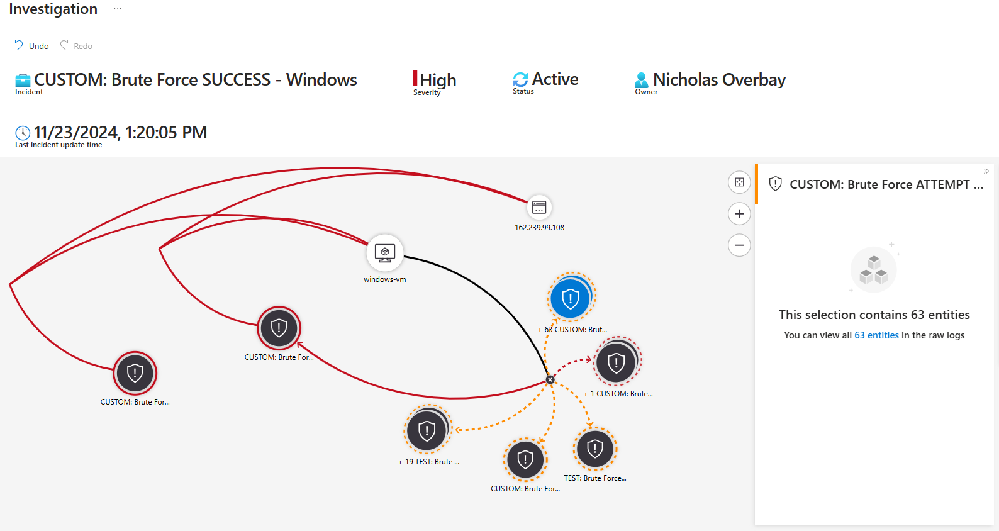 Investigation ...
Undo Redo
CUSTOM: Brute Force SUCCESS - Windows
Incident
High
Severity
Active
Status
Nicholas Overbay
Owner
11/23/2024, 1:20:05 PM
Last incident update time
162.239.99.108
windows-vm
+ 63 CUSTOM: Brut...
CUSTOM: Brute For...
+ 1 CUSTOM: Brute...
CUSTOM: Brute For...
+ 19 TEST: Brute ...
TEST: Brute Force...
CUSTOM: Brute For...
CUSTOM: Brute Force ATTEMPT ...
This selection contains 63 entities
You can view all 63 entities in the raw logs